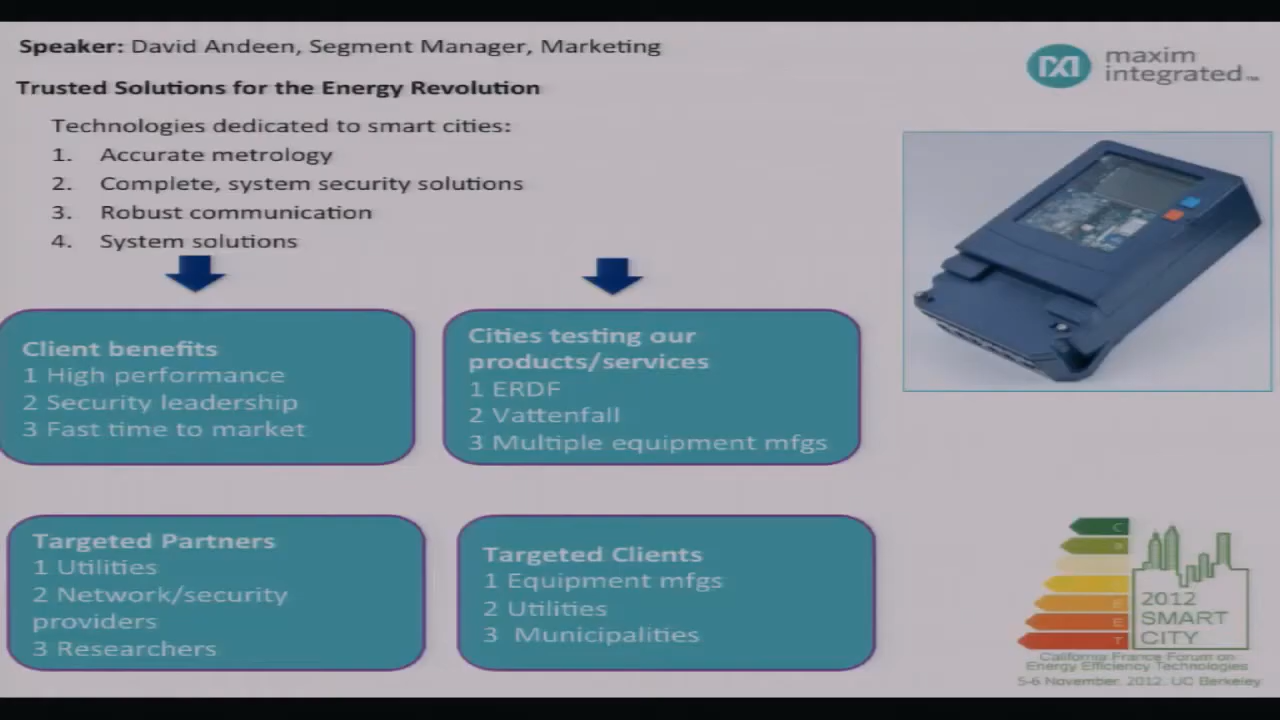 Speaker: David Andeen, Segment Manager, Marketing
maxim
integrated™
Trusted Solutions for the Energy Revolution
Technologies dedicated to smart cities:
1. Accurate metrology
2. Complete, system security solutions
3. Robust communication
4. System solutions
Client benefits
1 High performance
2 Security leadership
3 Fast time to market
Cities testing our
products/services
1 ERDF
2 Vattenfall
3 Multiple equipment mfgs
Targeted Partners
1 Utilities
2 Network/security
providers
3 Researchers
Targeted Clients
1 Equipment mfgs
2 Utilities
3 Municipalities
C
E
E
T
2012
SMART
CITY
California France Forum on
Energy Efficiency Technologies
5-6 November, 2012, UC Berkeley